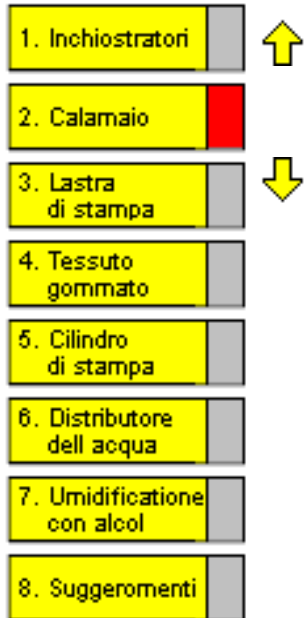 1. Inchiostratori
2. Calamaio
3. Lastra
di stampa
4. Tessuto
gommato
5. Cilindro
di stampa
6. Distributore
dell acqua
7. Umidificatione
con alcol
8. Suggeromenti